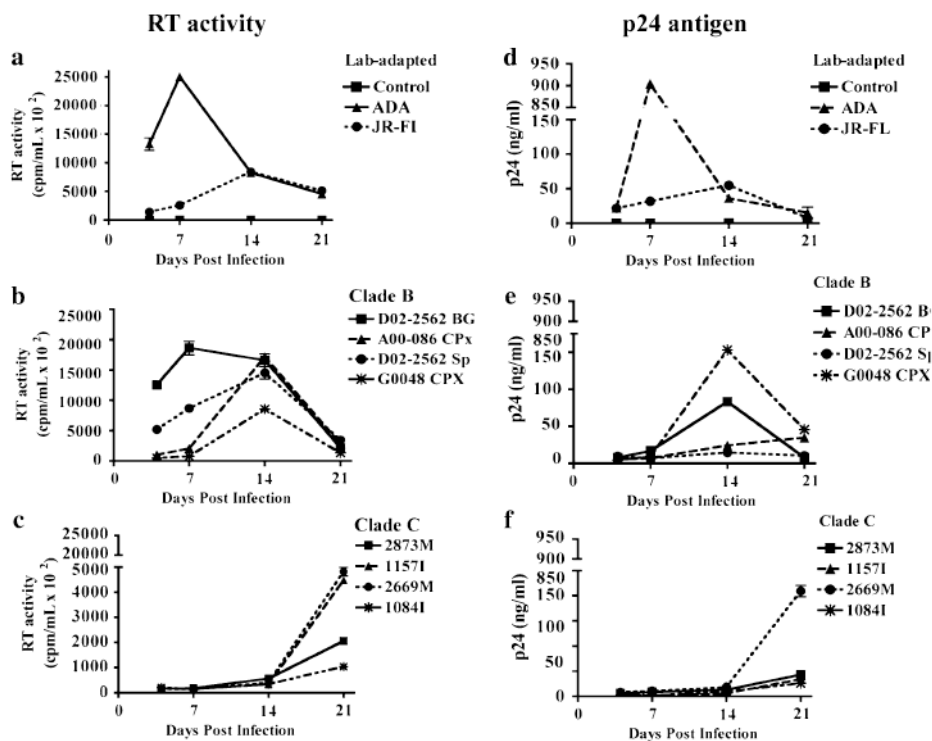 RT activity
p24 antigen
a
Lab-adapted
Control
ADA
JR-FI
RT activity
(cpm/mL x 10 2)
25000
20000
15000
10000
5000
0
0 7 14 21
Days Post Infection
d
Lab-adapted
Control
ADA
JR-FL
p24 (ng/ml)
950
900
850
150
100
50
0
0 7 14 21
Days Post Infection
b
Clade B
D02-2562 BG
A00-086 CPx
D02-2562 Sp
G0048 CPX
RT activity
(cpm/mL x 10 2)
25000
20000
15000
10000
5000
0
0 7 14 21
Days Post Infection
e
Clade B
D02-2562 B
A00-086 CP
D02-2562 Sp
G0048 CPX
p24 (ng/ml)
950
900
850
150
100
50
0
0 7 14 21
Days Post Infection
c
Clade C
2873M
1157I
2669M
1084I
RT activity
(cpm/mL x 10 2)
25000
20000
5000
4000
3000
2000
1000
0
0 7 14 21
Days Post Infection
f
Clade C
2873M
1157I
2669M
1084I
p24 (ng/ml)
950
900
850
150
100
50
0
0 7 14 21
Days Post Infection